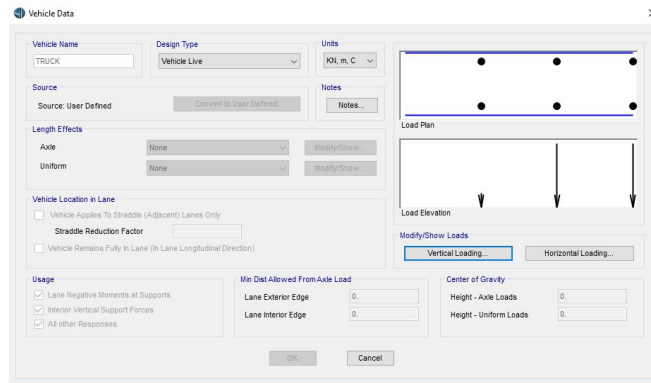 Vehicle Data
Vehicle Name
TRUCK
Design Type
Vehicle Live
Units
KN, m, C
Source
Source: User Defined
Convert to User Defined
Notes
Notes...
Load Plan
Length Effects
Axle
None
Modify/Show...
Uniform
None
Modify/Show...
Load Elevation
Vehicle Location in Lane
Vehicle Applies To Straddle (Adjacent) Lanes Only
Straddle Reduction Factor
Vehicle Remains Fully In Lane (In Lane Longitudinal Direction)
Modify/Show Loads
Vertical Loading...
Horizontal Loading...
Usage
Lane Negative Moments at Supports
Interior Vertical Support Forces
All other Responses
Min Dist Allowed From Axle Load
Lane Exterior Edge
0.
Lane Interior Edge
0.
Center of Gravity
Height - Axle Loads
0.
Height - Uniform Loads
0.
OK
Cancel